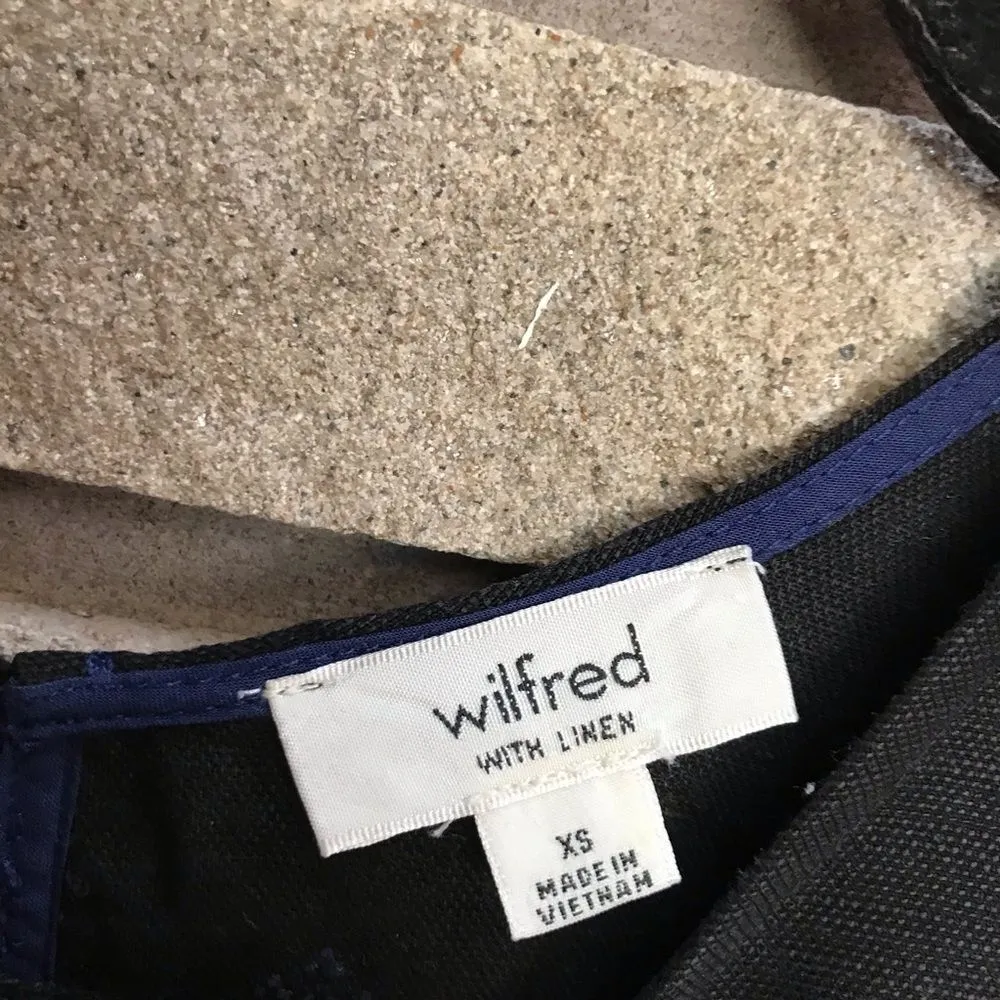 wilfred
WITH LINEN
XS
MADE IN
VIETNAM